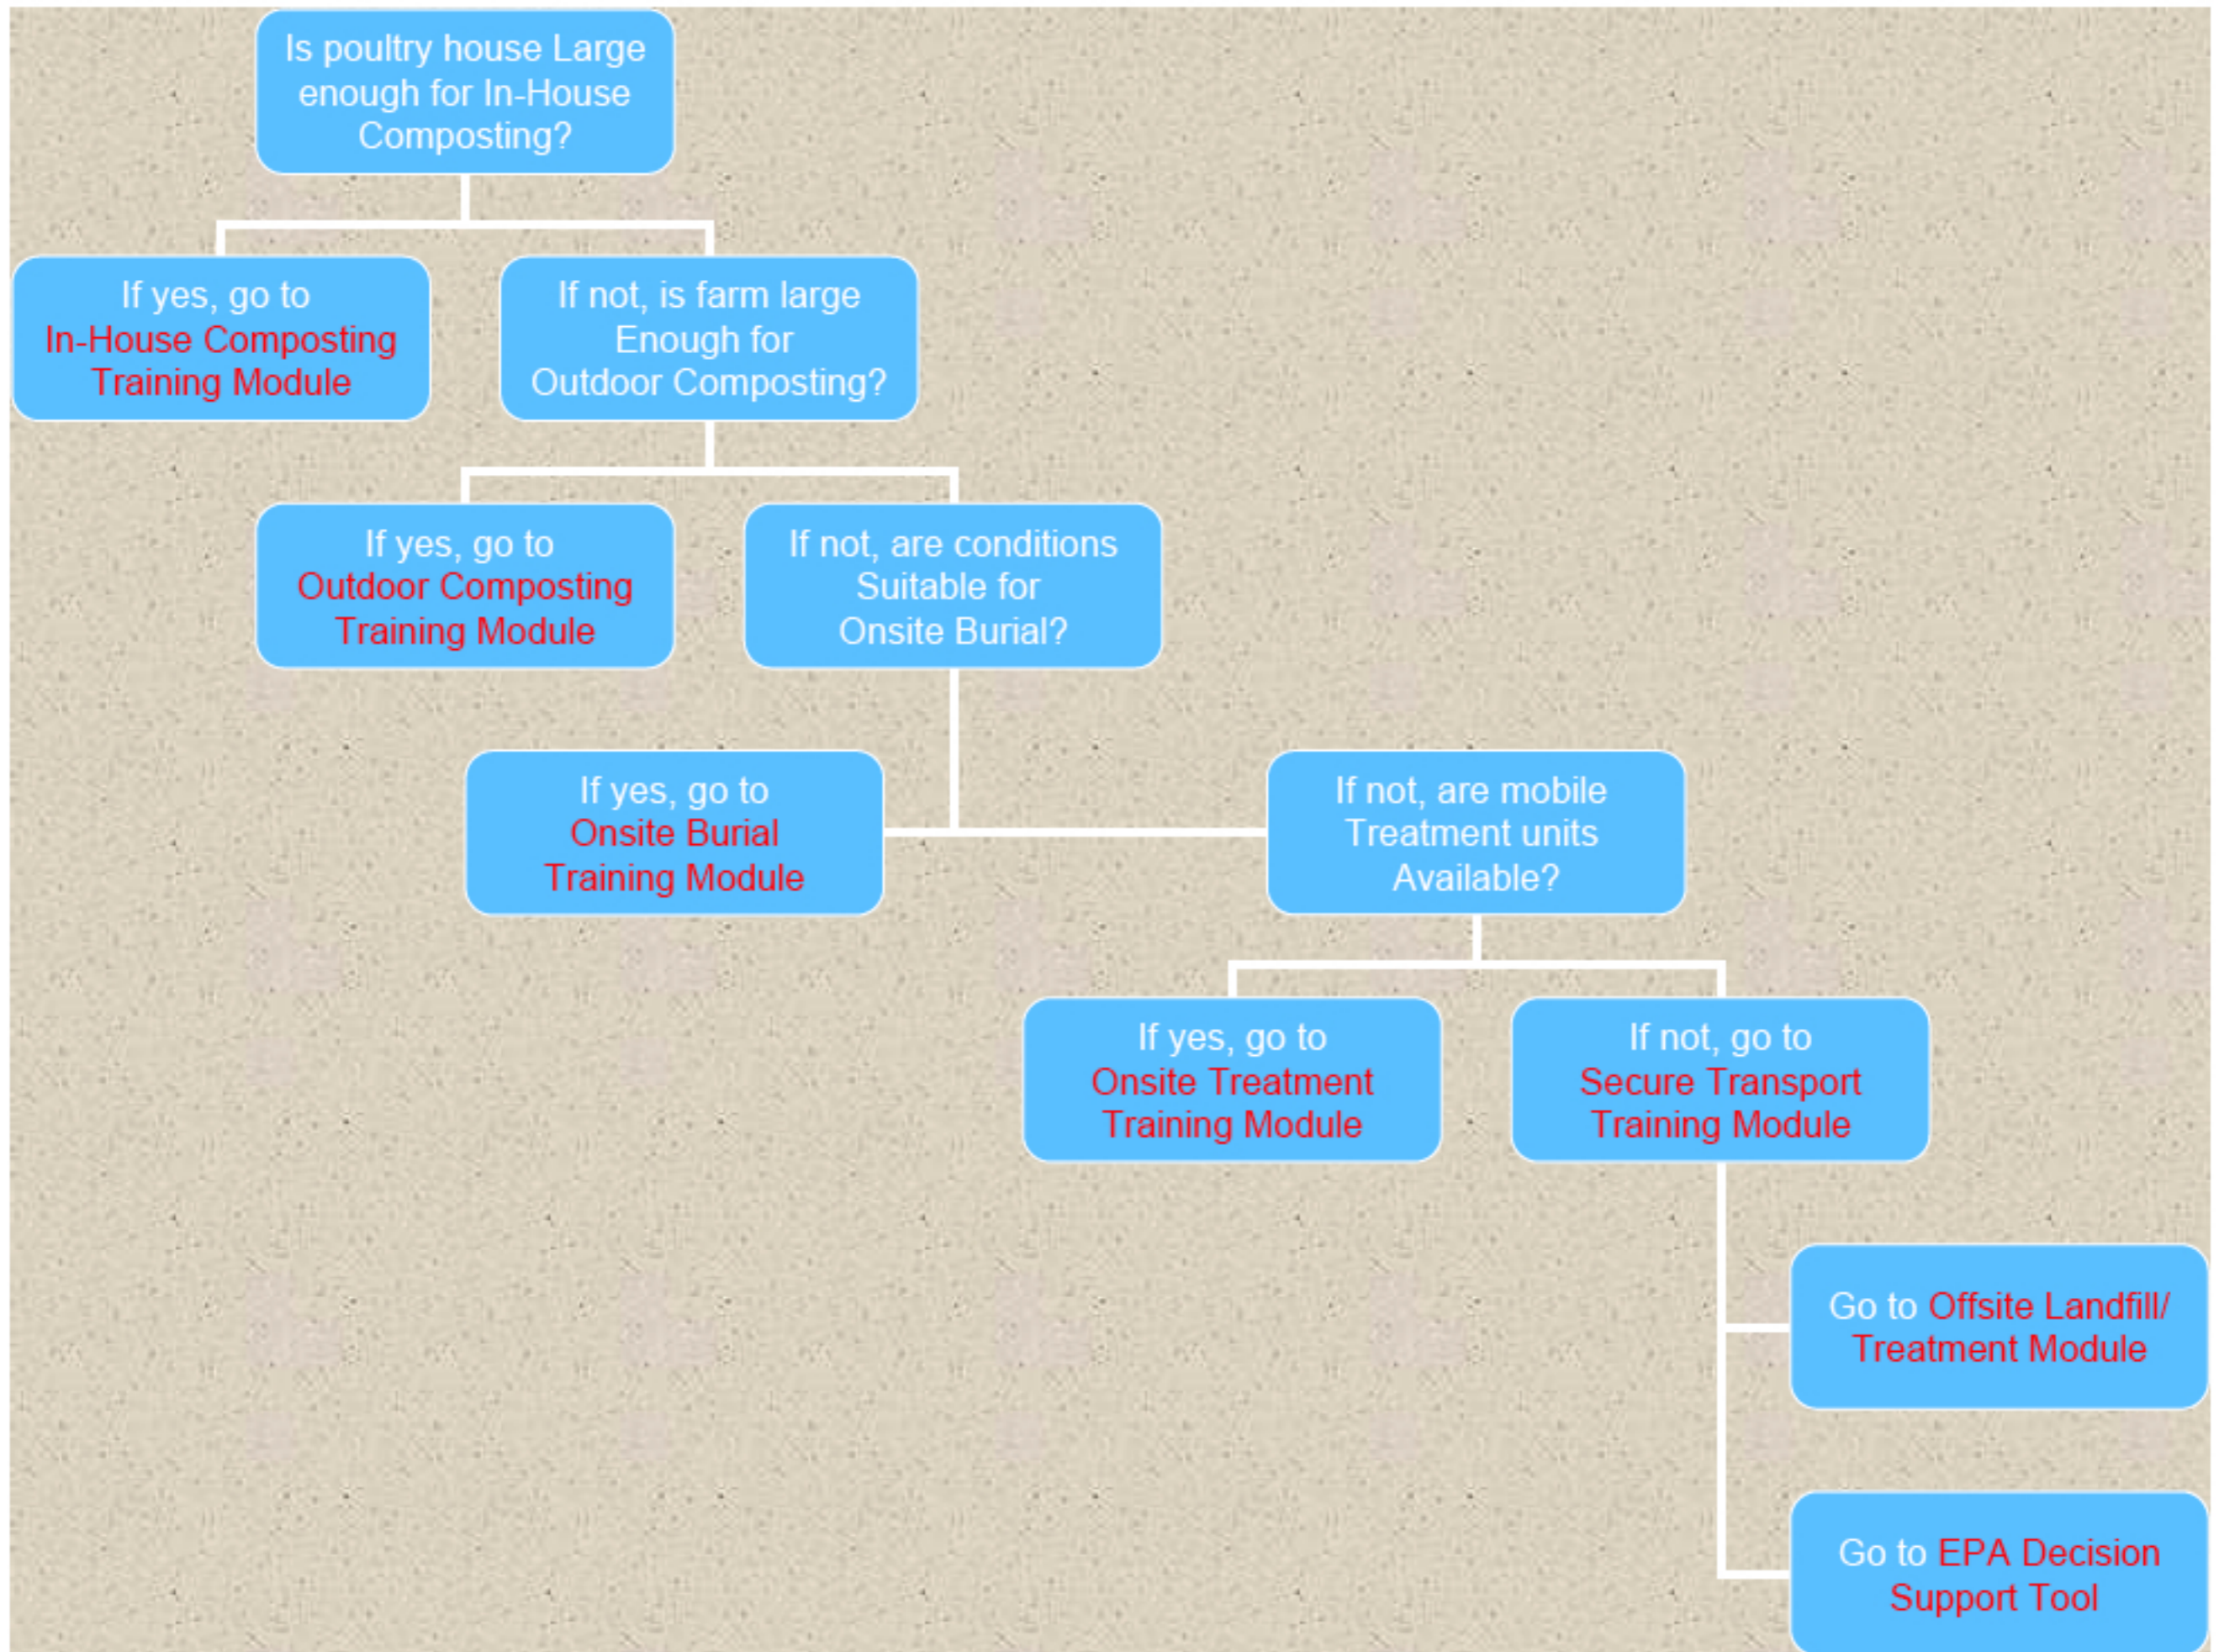 Is poultry house Large
enough for In-House
Composting?
If yes, go to
In-House Composting
Training Module
If not, is farm large
Enough for
Outdoor Composting?
If yes, go to
Outdoor Composting
Training Module
If not, are conditions
Suitable for
Onsite Burial?
If yes, go to
Onsite Burial
Training Module
If not, are mobile
Treatment units
Available?
If yes, go to
Onsite Treatment
Training Module
If not, go to
Secure Transport
Training Module
Go to Offsite Landfill/
Treatment Module
Go to EPA Decision
Support Tool